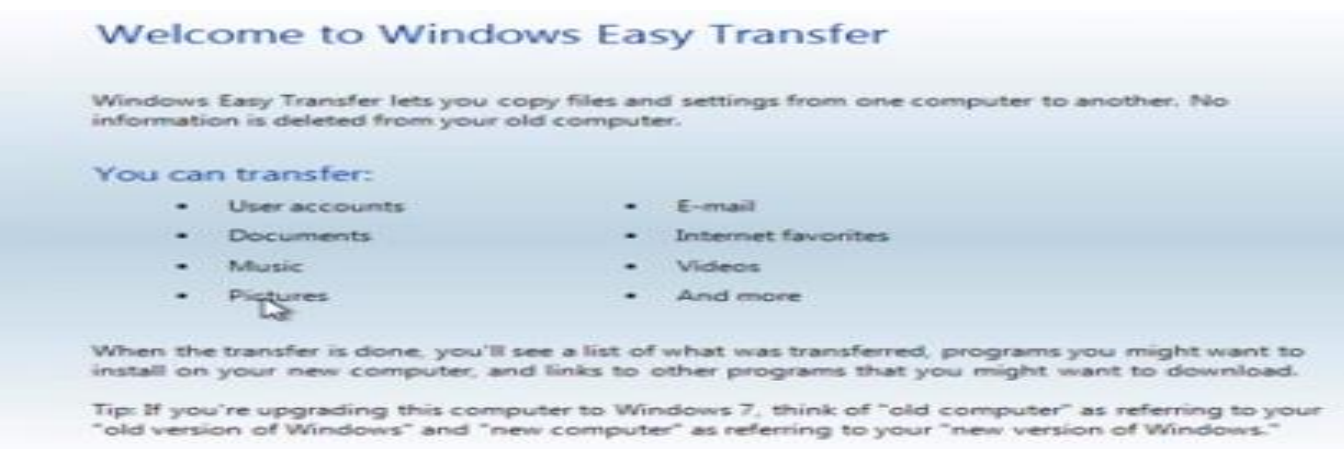 Welcome to Windows Easy Transfer
Windows Easy Transfer lets you copy files and settings from one computer to another. No
information is deleted from your old computer.
You can transfer:
• User accounts
• Documents
• Music
• Pictures
• E-mail
• Internet favorites
• Videos
• And more
When the transfer is done, you'll see a list of what was transferred, programs you might want to
install on your new computer, and links to other programs that you might want to download.
Tip: If you're upgrading this computer to Windows 7, think of "old computer" as referring to your
"old version of Windows" and "new computer" as referring to your "new version of Windows."